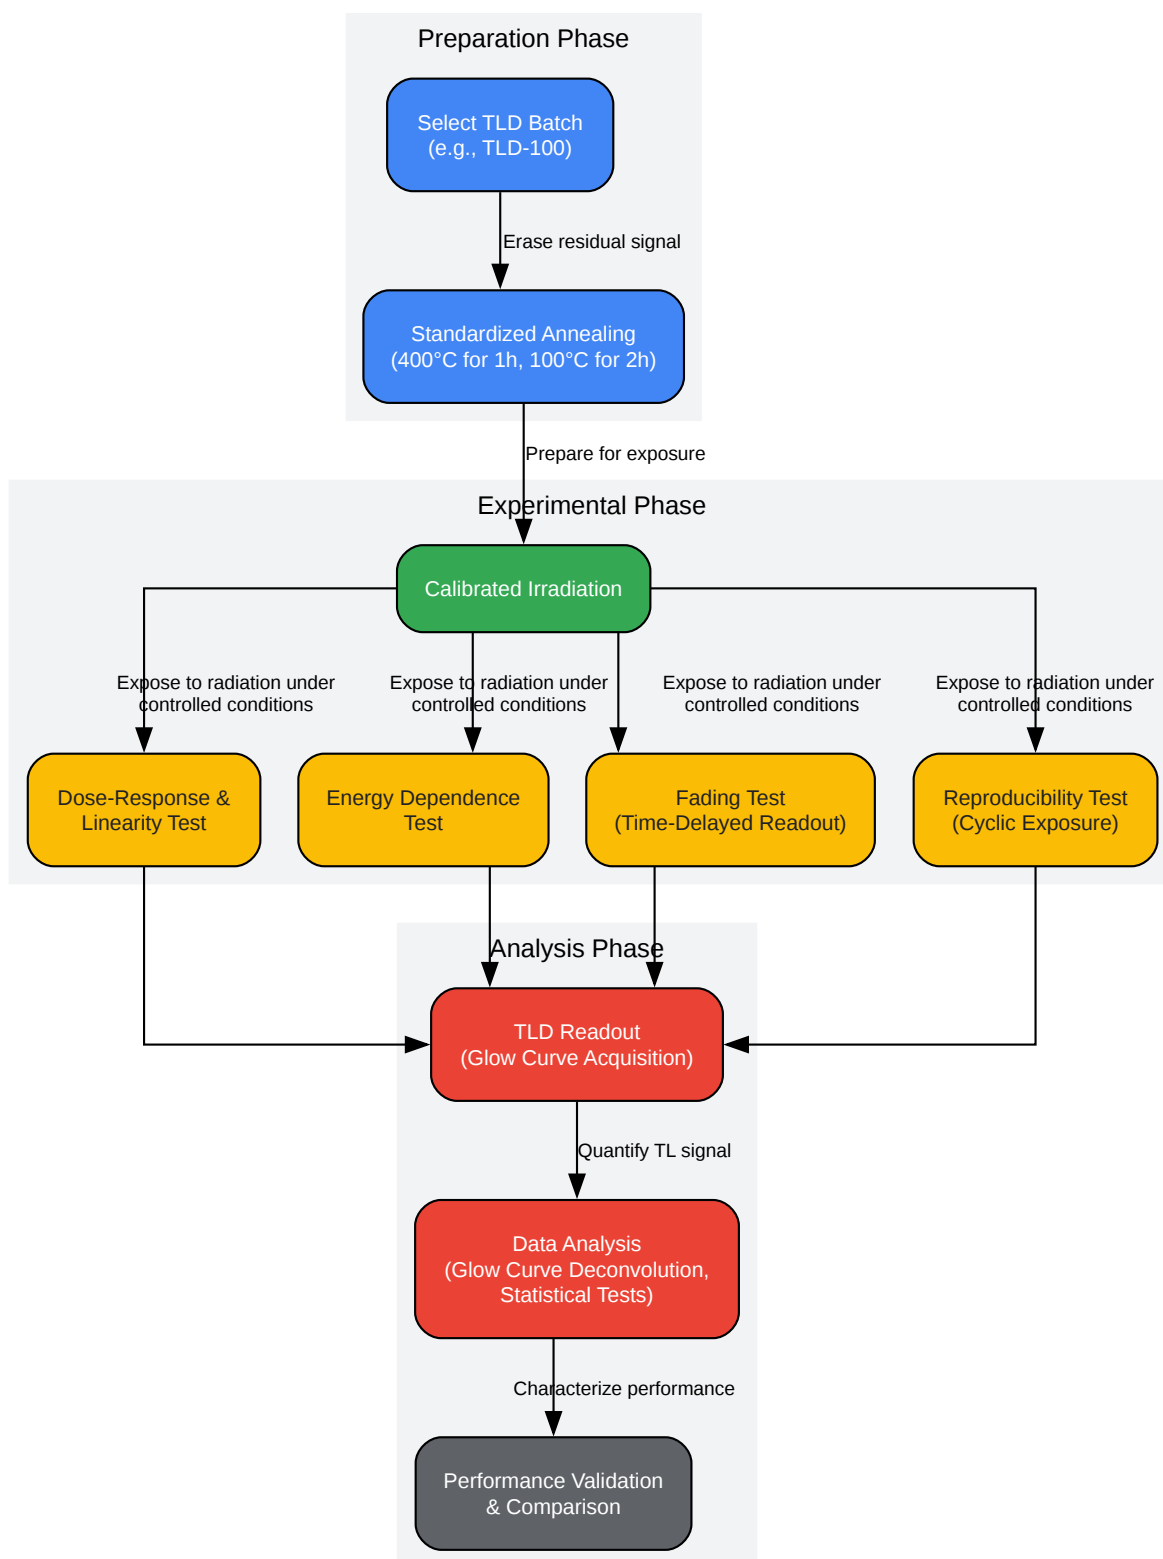 Preparation Phase
Select TLD Batch
(e.g., TLD-100)
Erase residual signal
Standardized Annealing
(400°C for 1h, 100°C for 2h)
Prepare for exposure
Experimental Phase
Calibrated Irradiation
Expose to radiation under
controlled conditions
Expose to radiation under
controlled conditions
Expose to radiation under
controlled conditions
Expose to radiation under
controlled conditions
Dose-Response &
Linearity Test
Energy Dependence
Test
Fading Test
(Time-Delayed Readout)
Reproducibility Test
(Cyclic Exposure)
Analysis Phase
TLD Readout
(Glow Curve Acquisition)
Quantify TL signal
Data Analysis
(Glow Curve Deconvolution,
Statistical Tests)
Characterize performance
Performance Validation
& Comparison